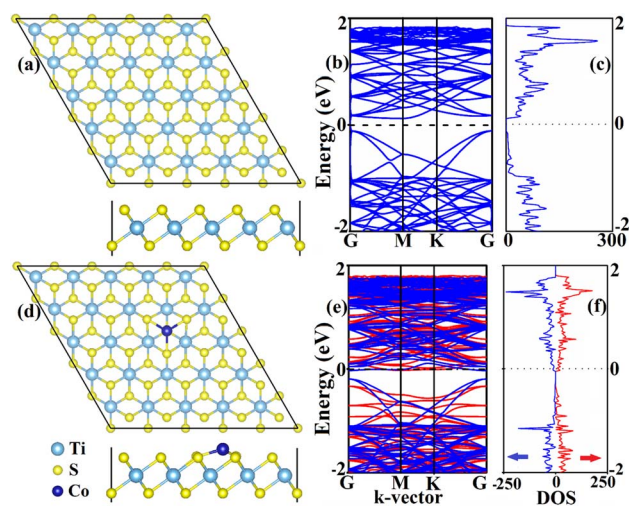 (a)
(b)
(c)
2
2
Energy (eV)
0
0
-2
-2
G M K G
0 300
(d)
(e)
(f)
2
2
Energy (eV)
0
0
-2
-2
G M K G
-250 0 250
k-vector
DOS
Ti
S
Co